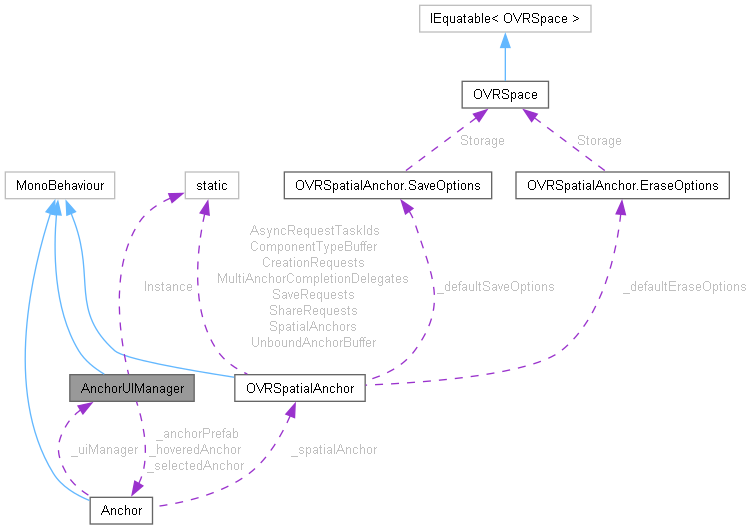 IEquatable< OVRSpace >
OVRSpace
Storage
Storage
MonoBehaviour
static
OVRSpatialAnchor.SaveOptions
OVRSpatialAnchor.EraseOptions
Instance
AsyncRequestTaskIds
ComponentTypeBuffer
CreationRequests
MultiAnchorCompletionDelegates
SaveRequests
ShareRequests
SpatialAnchors
UnboundAnchorBuffer
_defaultSaveOptions
_defaultEraseOptions
AnchorUIManager
OVRSpatialAnchor
_uiManager
_anchorPrefab
_hoveredAnchor
_selectedAnchor
_spatialAnchor
Anchor